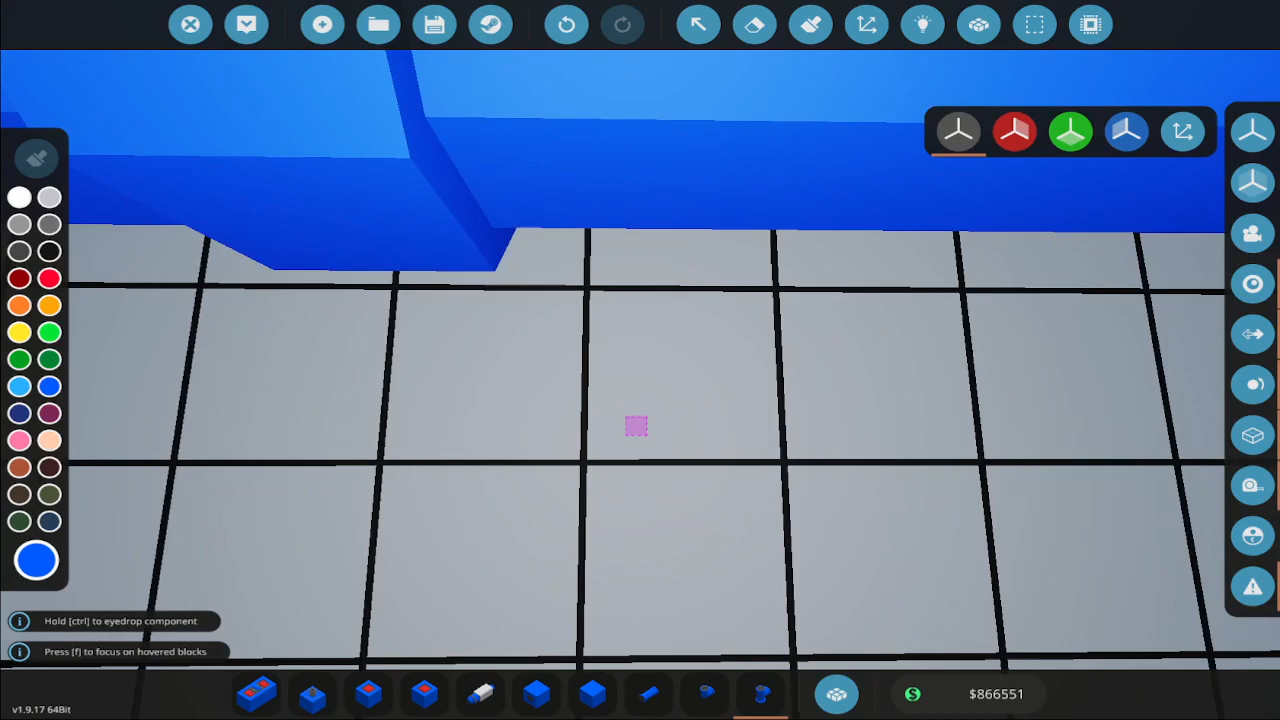 Hold [ctrl] to eyedrop component
Press [f] to focus on hovered blocks
v1.9.17 64Bit
$866551